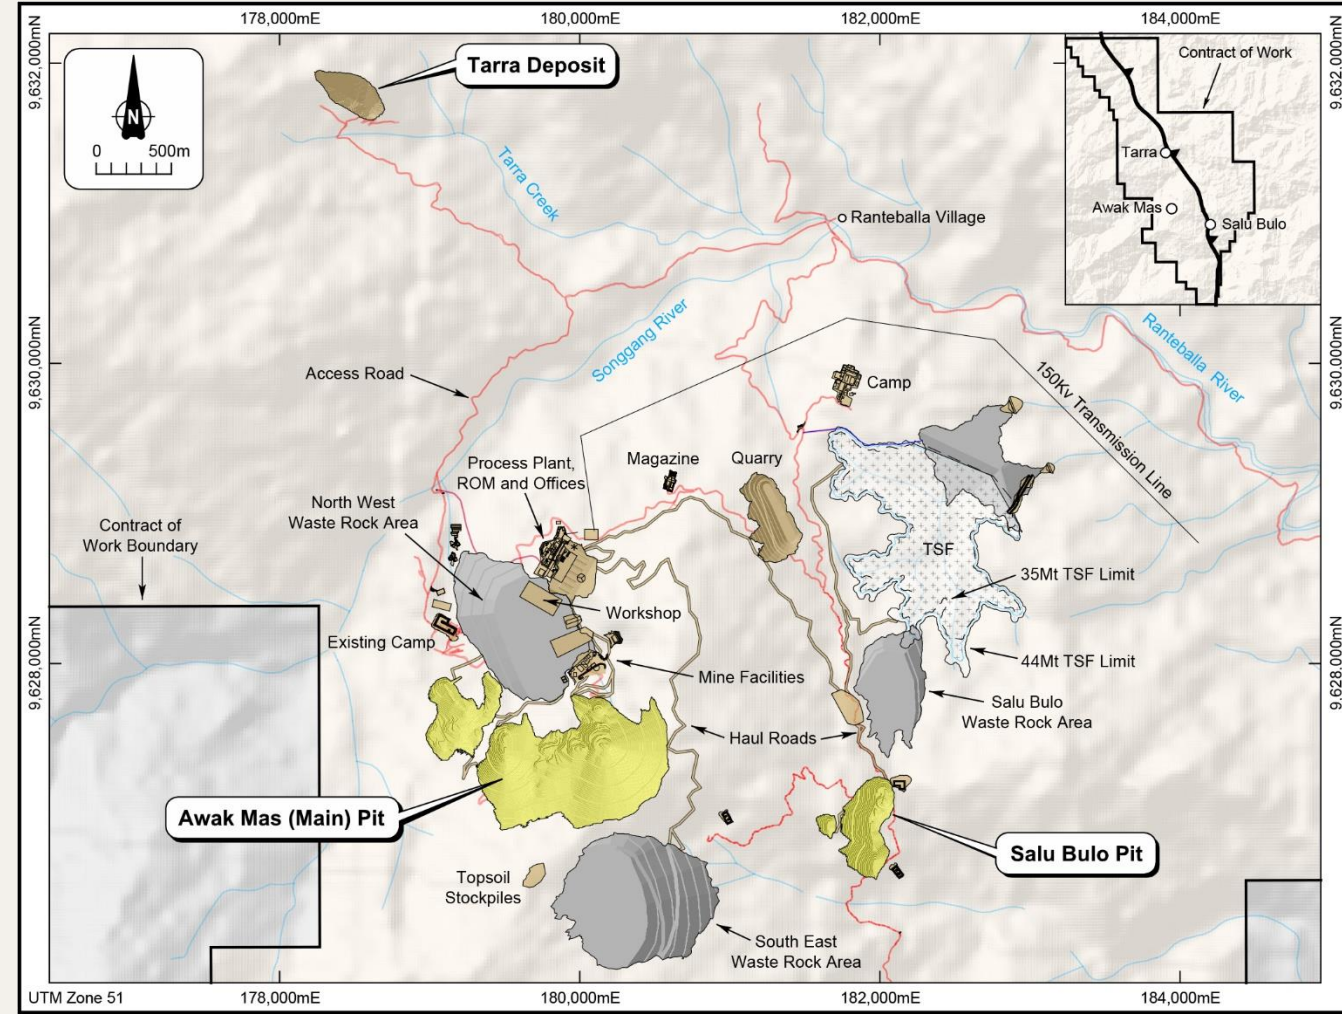 178,000mE
180,000mE
182,000mE
184,000mE
9,632,000mN
9,632,000mN
N
0 500m
Tarra Deposit
Contract of Work
Tarra
Awak Mas
Salu Bulo
Tarra Creek
Ranteballa Village
Songgang River
Ranteballa River
9,630,000mN
9,630,000mN
Access Road
Camp
150Kv Transmission Line
Process Plant,
ROM and Offices
Magazine
Quarry
North West
Waste Rock Area
Contract of
Work Boundary
TSF
35Mt TSF Limit
Workshop
Existing Camp
44Mt TSF Limit
Mine Facilities
9,628,000mN
9,628,000mN
Salu Bulo
Waste Rock Area
Haul Roads
Awak Mas (Main) Pit
Salu Bulo Pit
Topsoil
Stockpiles
South East
Waste Rock Area
UTM Zone 51
178,000mE
180,000mE
182,000mE
184,000mE